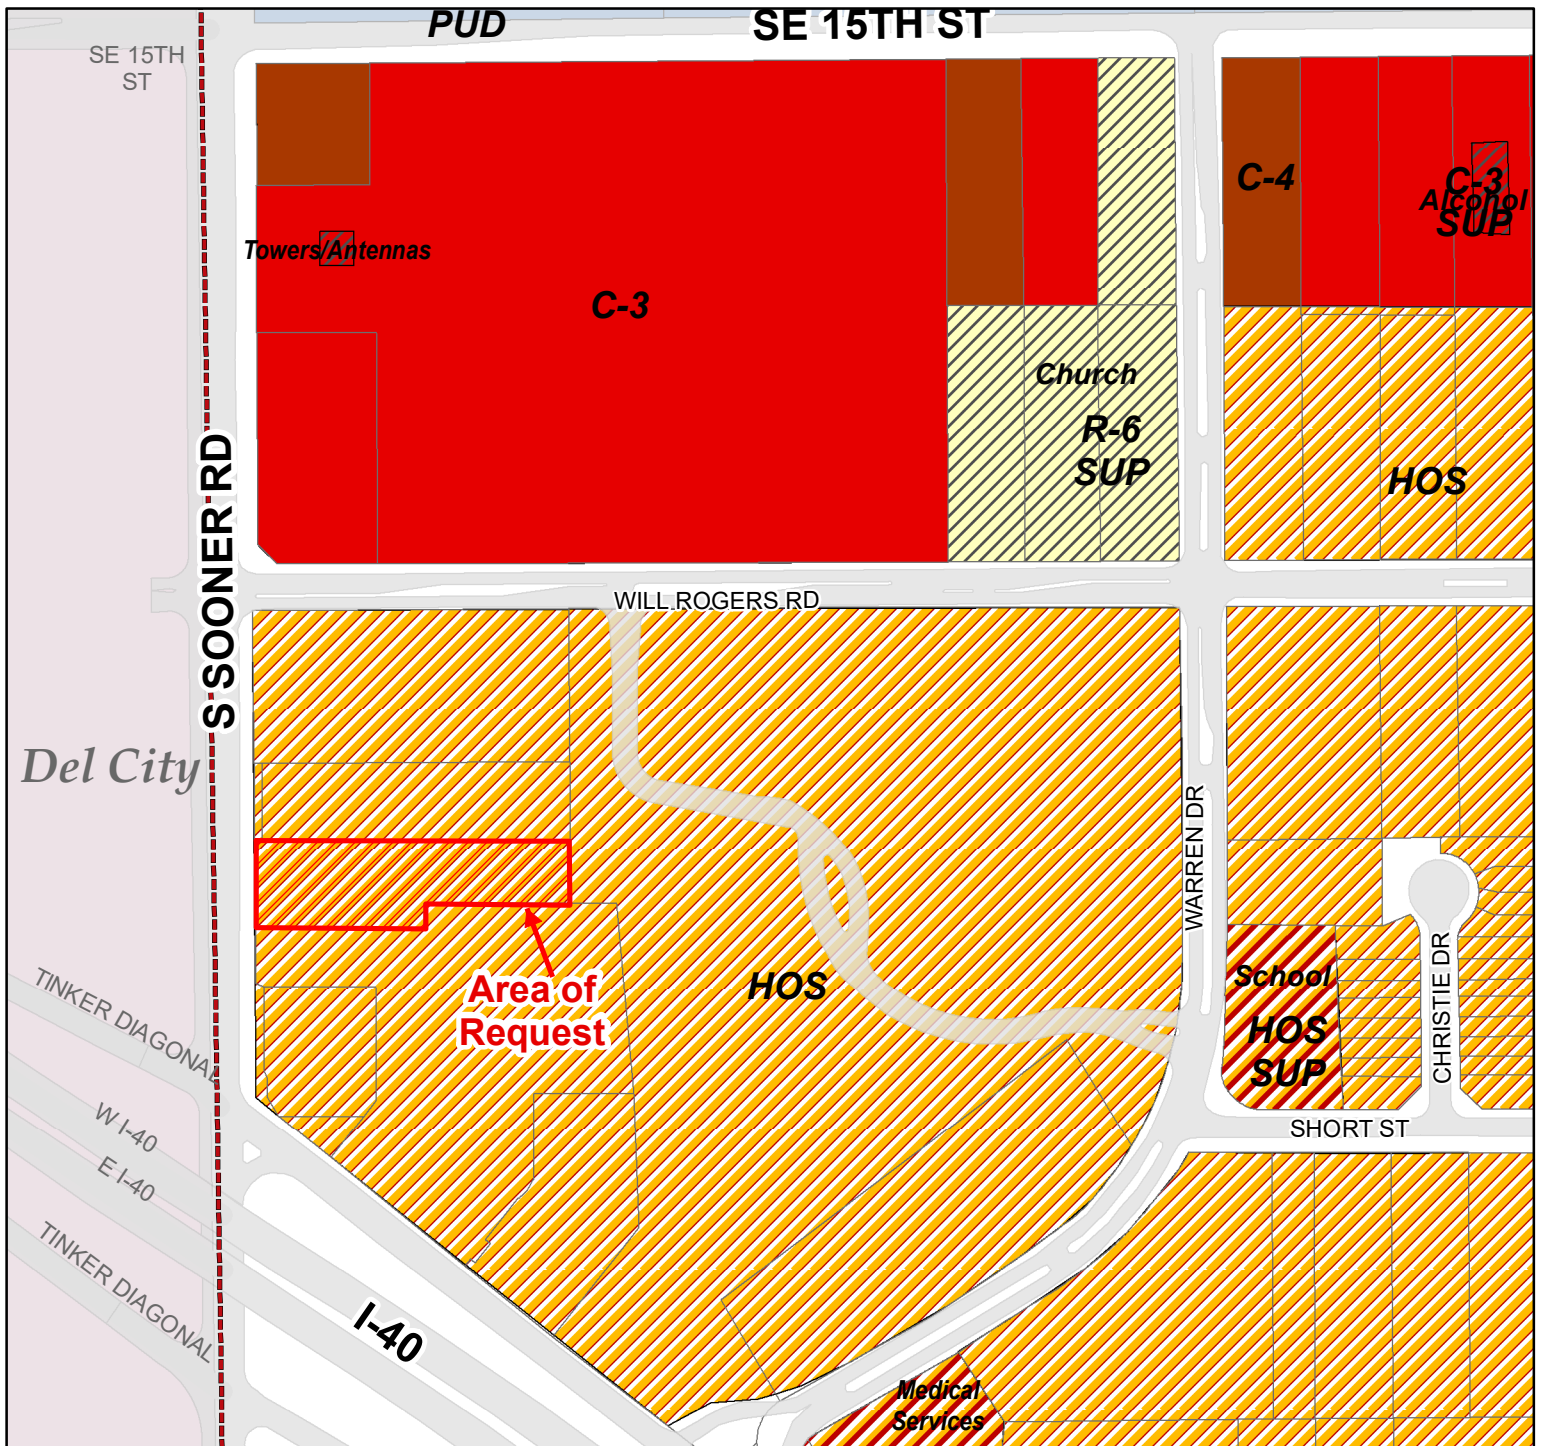 PUD
SE 15TH ST
SE 15TH
ST
C-4
C-3
Alcohol
SUP
Towers/Antennas
C-3
Church
R-6
SUP
HOS
S SOONER RD
WILL ROGERS RD
Del City
WARREN DR
Area of
Request
HOS
School
HOS
SUP
CHRISTIE DR
TINKER DIAGONAL
W I-40
E I-40
SHORT ST
TINKER DIAGONAL
I-40
Medical
Services